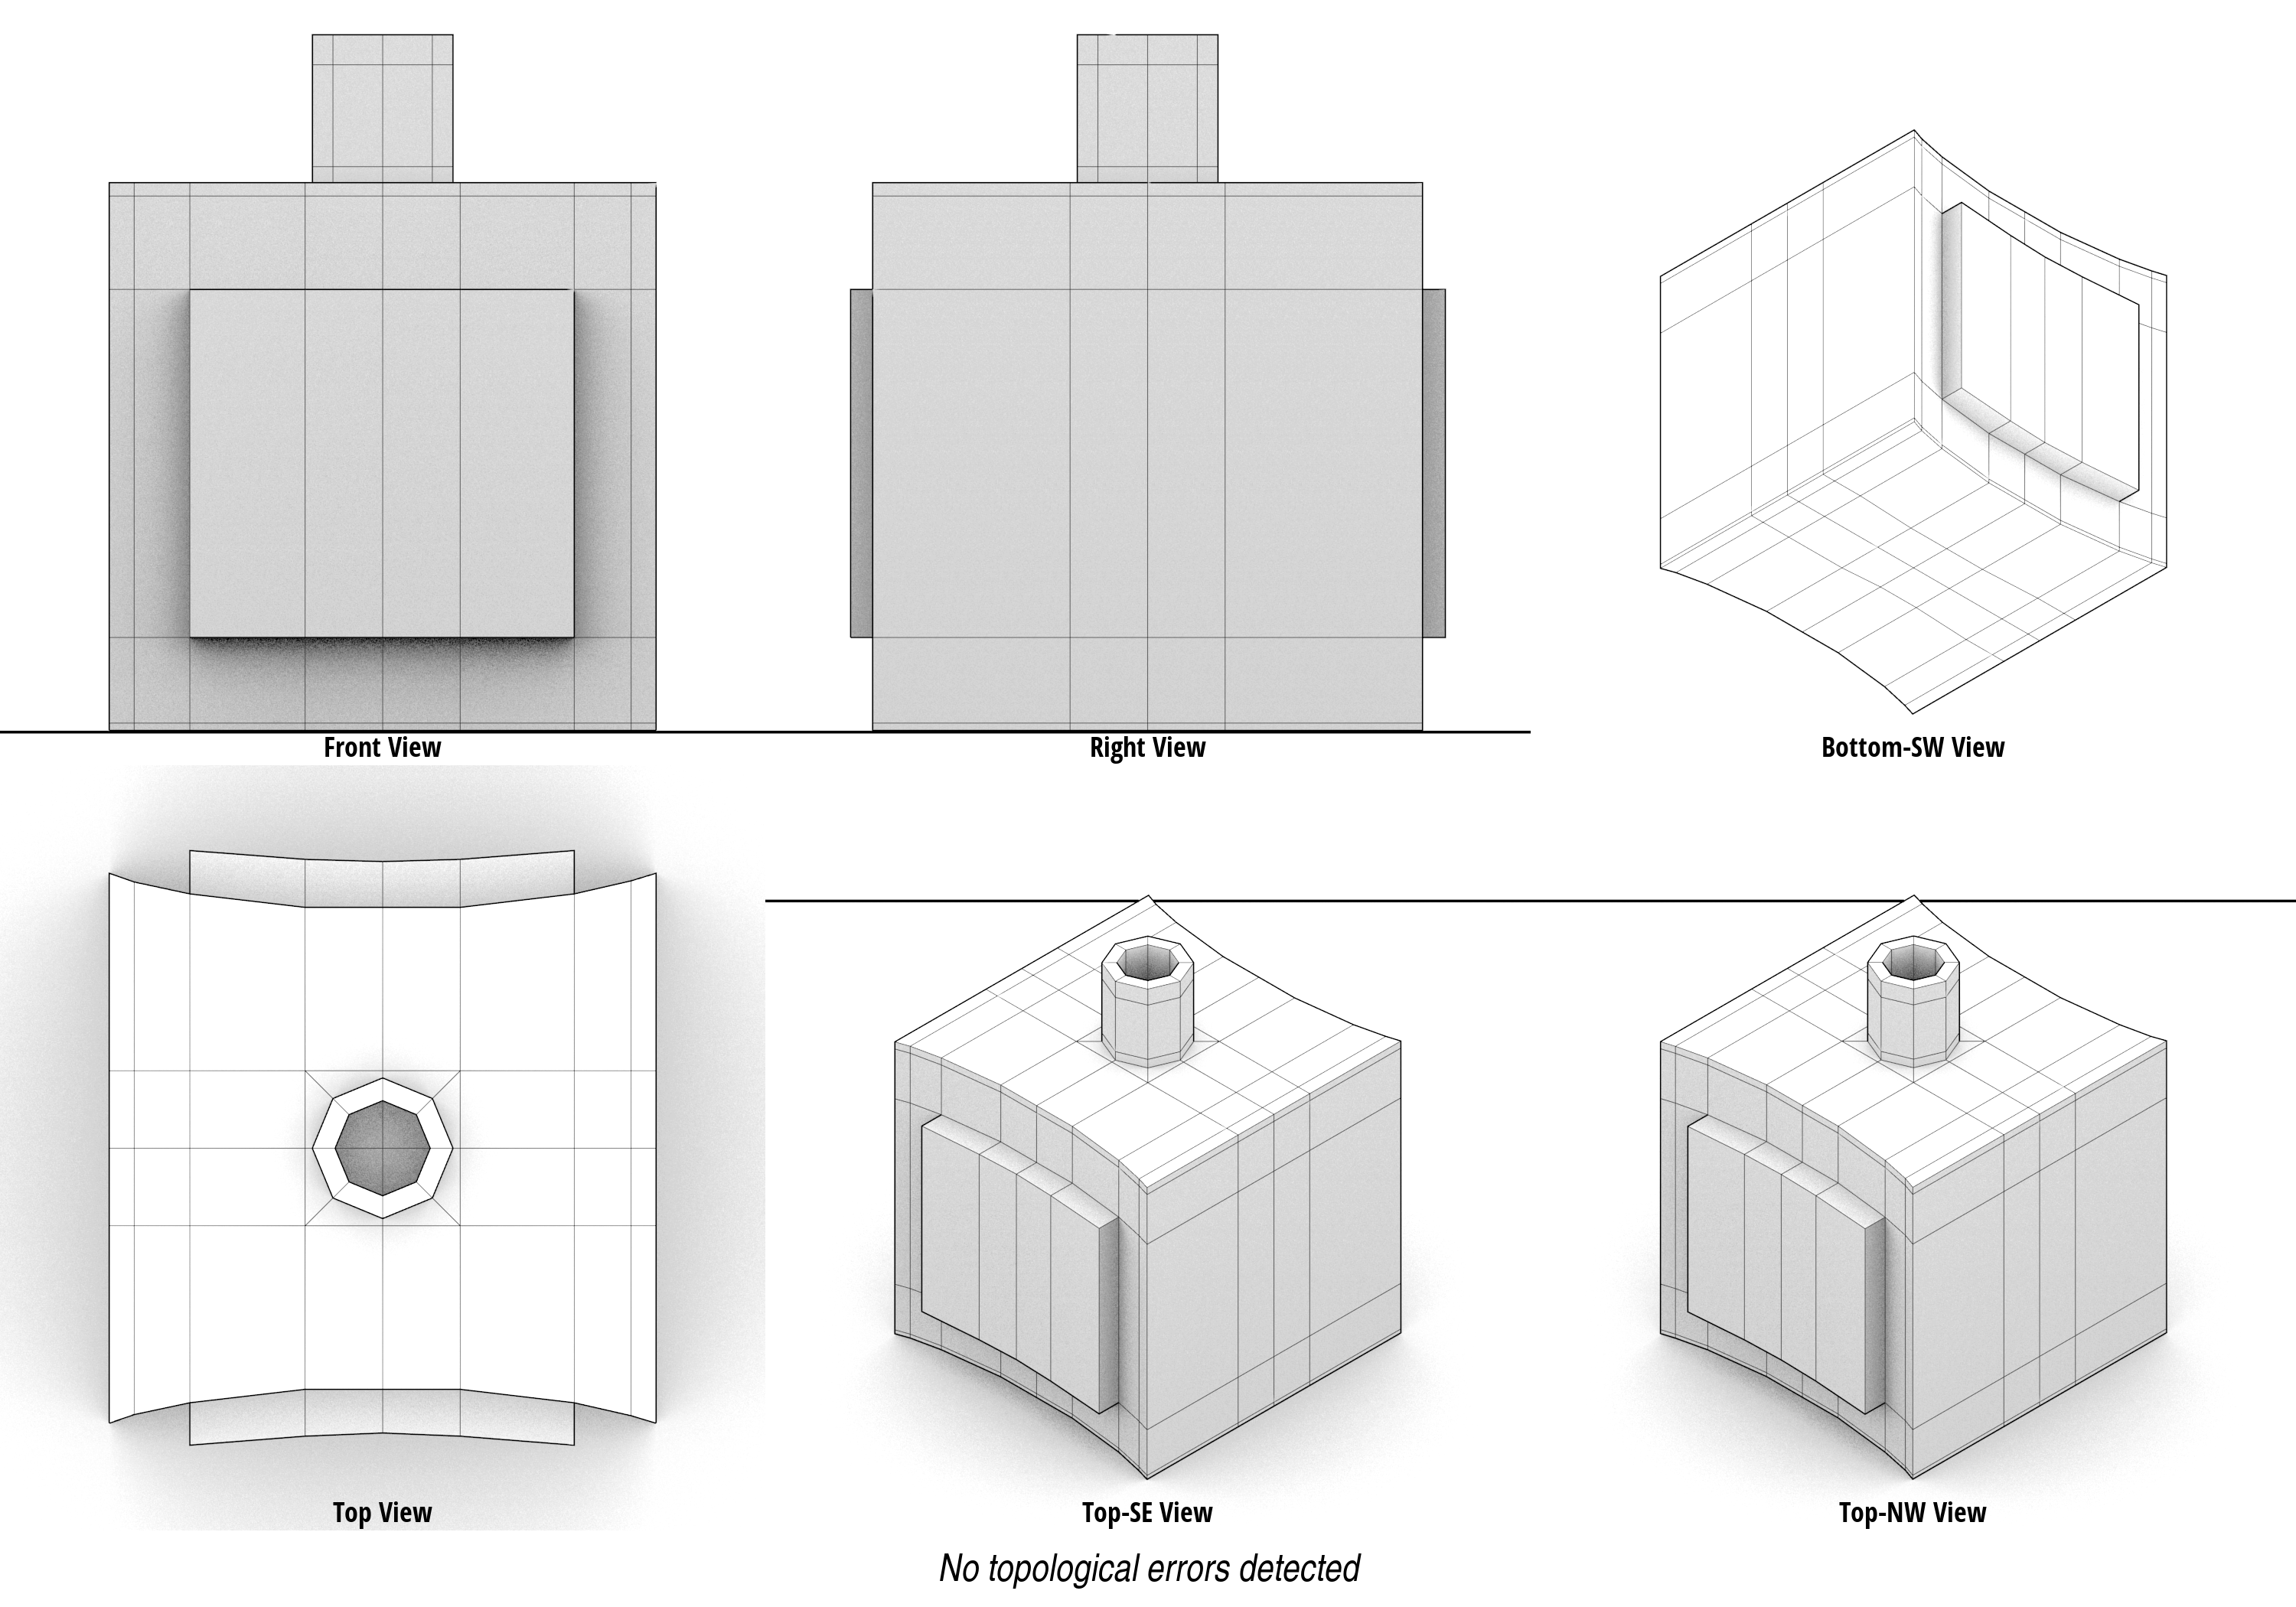 Front View
Right View
Bottom-SW View
Top View
Top-SE View
Top-NW View
No topological errors detected